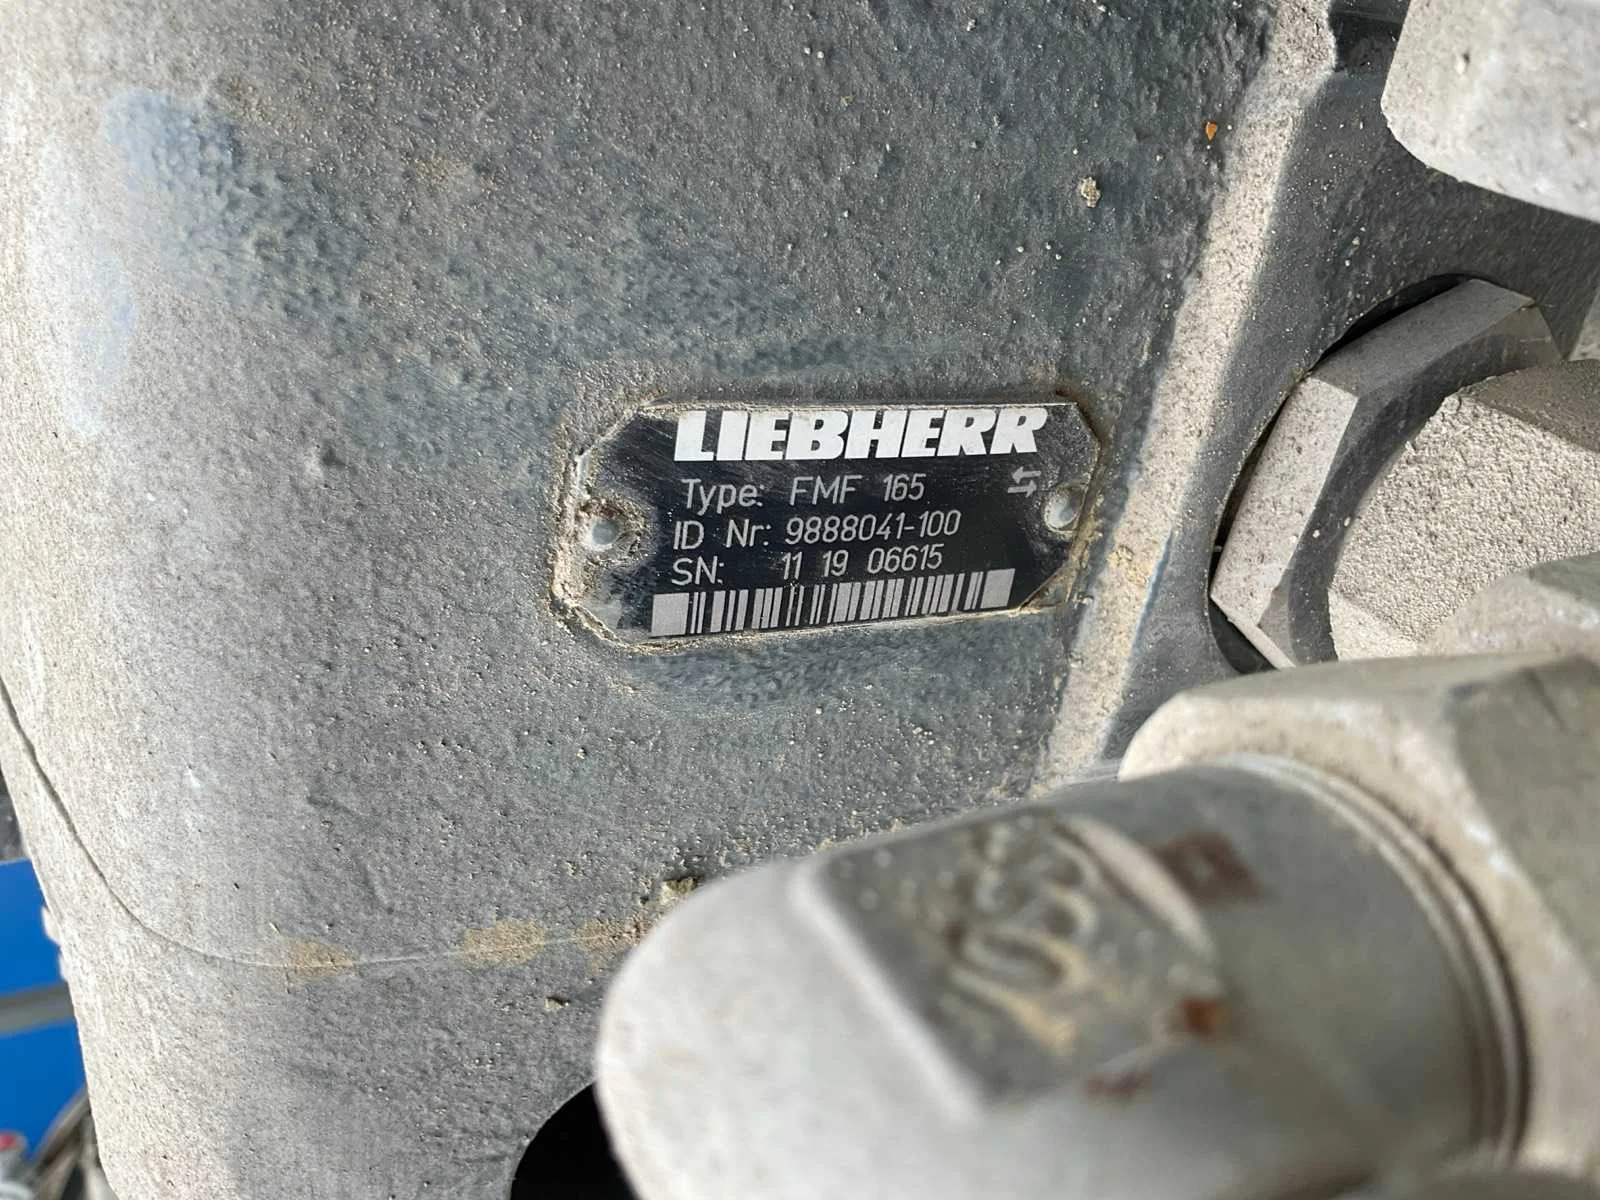 LIEBHERR
Type: FMF 165
ID Nr: 9888041-100
SN: 11 19 06615